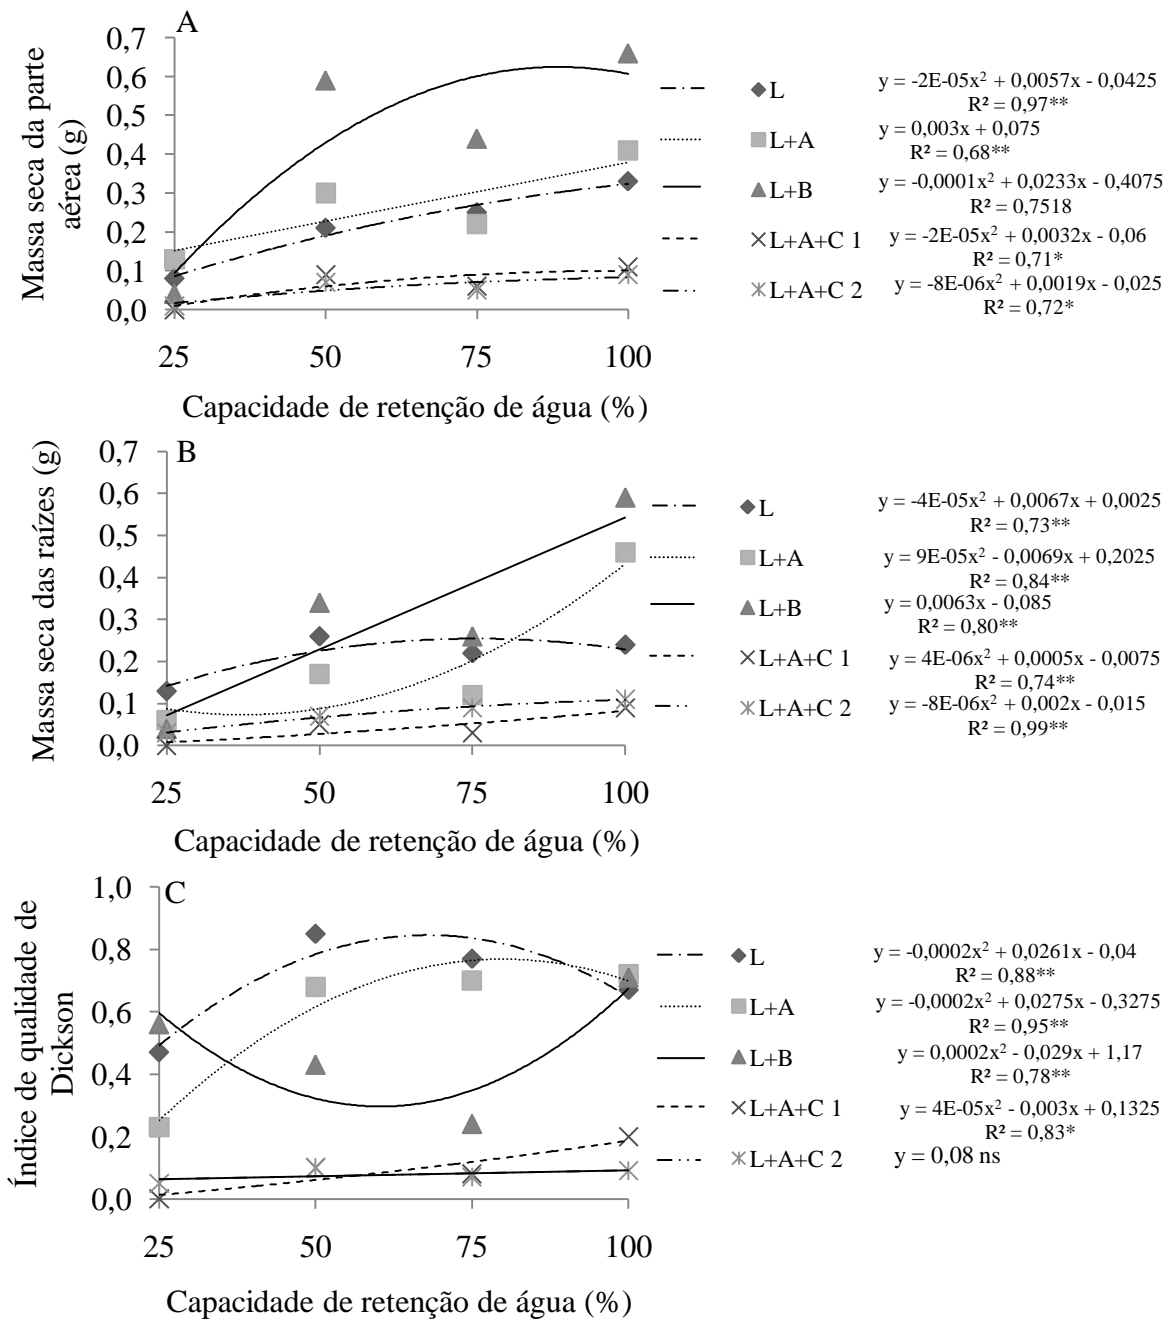 A
Massa seca da parte
aérea (g)
0,7
0,6
0,5
0,4
0,3
0,2
0,1
0,0
25 50 75 100
Capacidade de retenção de água (%)
L
y = -2E-05x² + 0,0057x - 0,0425
R² = 0,97**
L+A
y = 0,003x + 0,075
R² = 0,68**
L+B
y = -0,0001x² + 0,0233x - 0,4075
R² = 0,7518
L+A+C 1
y = -2E-05x² + 0,0032x - 0,06
R² = 0,71*
L+A+C 2
y = -8E-06x² + 0,0019x - 0,025
R² = 0,72*
B
Massa seca das raízes (g)
0,7
0,6
0,5
0,4
0,3
0,2
0,1
0,0
25 50 75 100
Capacidade de retenção de água (%)
L
y = -4E-05x² + 0,0067x + 0,0025
R² = 0,73**
L+A
y = 9E-05x² - 0,0069x + 0,2025
R² = 0,84**
L+B
y = 0,0063x - 0,085
R² = 0,80**
L+A+C 1
y = 4E-06x² + 0,0005x - 0,0075
R² = 0,74**
L+A+C 2
y = -8E-06x² + 0,002x - 0,015
R² = 0,99**
C
Índice de qualidade de
Dickson
1,0
0,8
0,6
0,4
0,2
0,0
25 50 75 100
Capacidade de retenção de água (%)
L
y = -0,0002x² + 0,0261x - 0,04
R² = 0,88**
L+A
y = -0,0002x² + 0,0275x - 0,3275
R² = 0,95**
L+B
y = 0,0002x² - 0,029x + 1,17
R² = 0,78**
L+A+C 1
y = 4E-05x² - 0,003x + 0,1325
R² = 0,83*
L+A+C 2
y = 0,08 ns